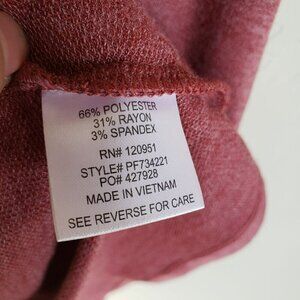 66% POLYESTER
31% RAYON
3% SPANDEX
RN# 120951
STYLE# PF734221
PO# 427928
MADE IN VIETNAM
SEE REVERSE FOR CARE